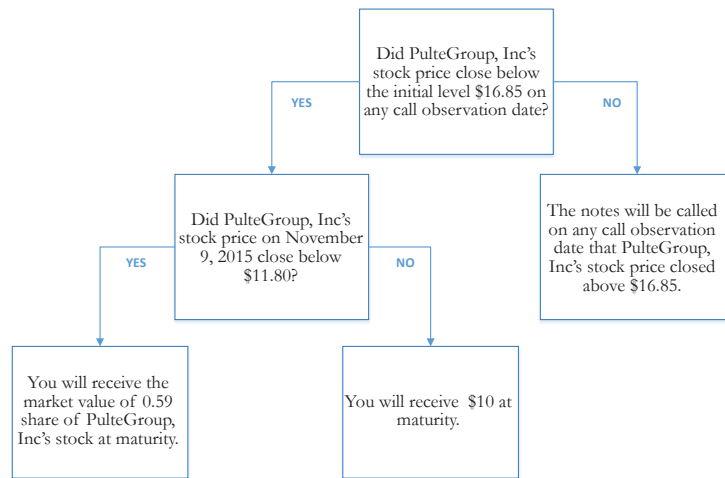 Did PulteGroup, Inc's
stock price close below
the initial level $16.85 on
any call observation date?
YES
NO
Did PulteGroup, Inc's
stock price on November
9, 2015 close below
$11.80?
The notes will be called
on any call observation
date that PulteGroup,
Inc's stock price closed
above $16.85.
YES
NO
You will receive the
market value of 0.59
share of PulteGroup,
Inc's stock at maturity.
You will receive $10 at
maturity.